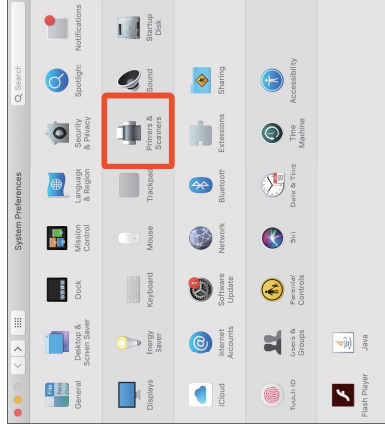 System Preferences
Search
File
New
General
Desktop &
Screen Saver
Dock
Mission
Control
Language
& Region
Security
& Privacy
Spotlight
Notifications
Displays
Energy
Saver
Keyboard
Mouse
Trackpad
Printers &
Scanners
Sound
Startup
Disk
iCloud
Internet
Accounts
Software
Update
Network
Bluetooth
Extensions
Sharing
Touch ID
Users &
Groups
Parental
Controls
Siri
Date & Time
Time
Machine
Accessibility
Flash Player
Java